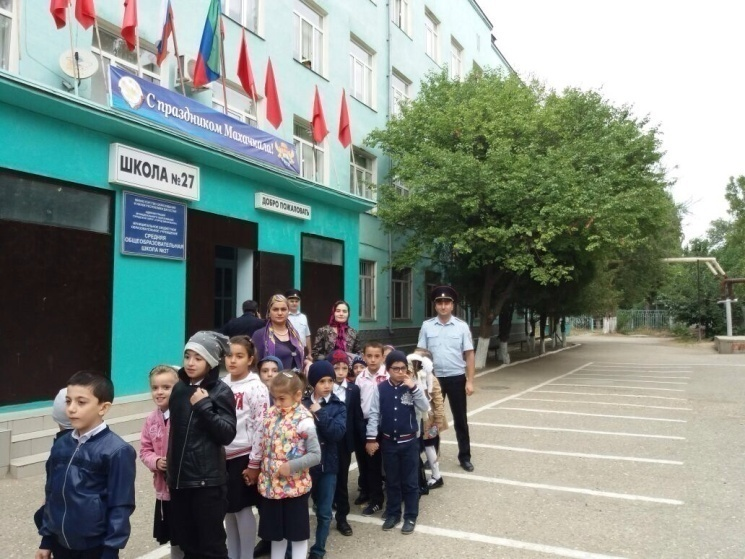 С праздником Махачкала!
ШКОЛА №27
ДОБРО ПОЖАЛОВАТЬ
СРЕДНЯЯ
ОБЩЕОБРАЗОВАТЕЛЬНАЯ
ШКОЛА №27